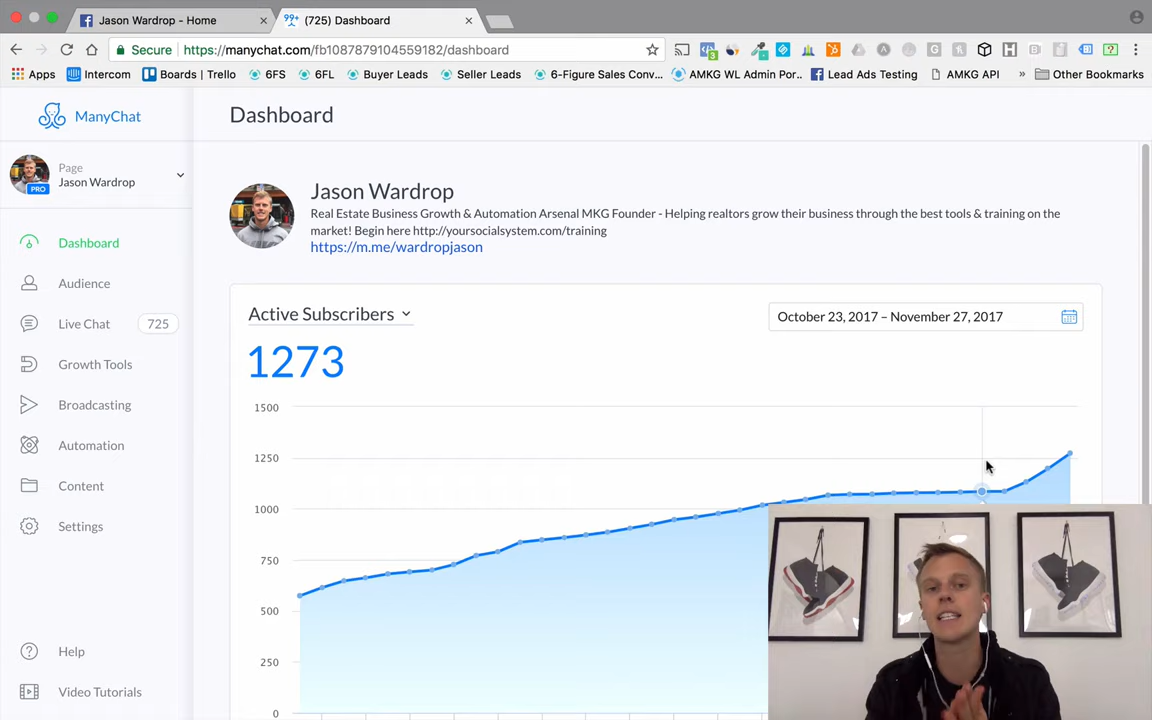 Jason Wardrop - Home
99+
(725) Dashboard
Secure
https://manychat.com/fb1087879104559182/dashboard
Apps
Intercom
Boards | Trello
6FS
6FL
Buyer Leads
Seller Leads
6-Figure Sales Conv...
AMKG WL Admin Por..
Lead Ads Testing
AMKG API
»
Other Bookmarks
ManyChat
Dashboard
Page
Jason Wardrop
PRO
Dashboard
Audience
Live Chat
725
Growth Tools
Broadcasting
Automation
Content
Settings
Help
Video Tutorials
Jason Wardrop
Real Estate Business Growth & Automation Arsenal MKG Founder - Helping realtors grow their business through the best tools & training on the
market! Begin here http://yoursocialsystem.com/training
https://m.me/wardropjason
Active Subscribers
October 23, 2017 – November 27, 2017
1273
1500
1250
1000
750
500
250
0